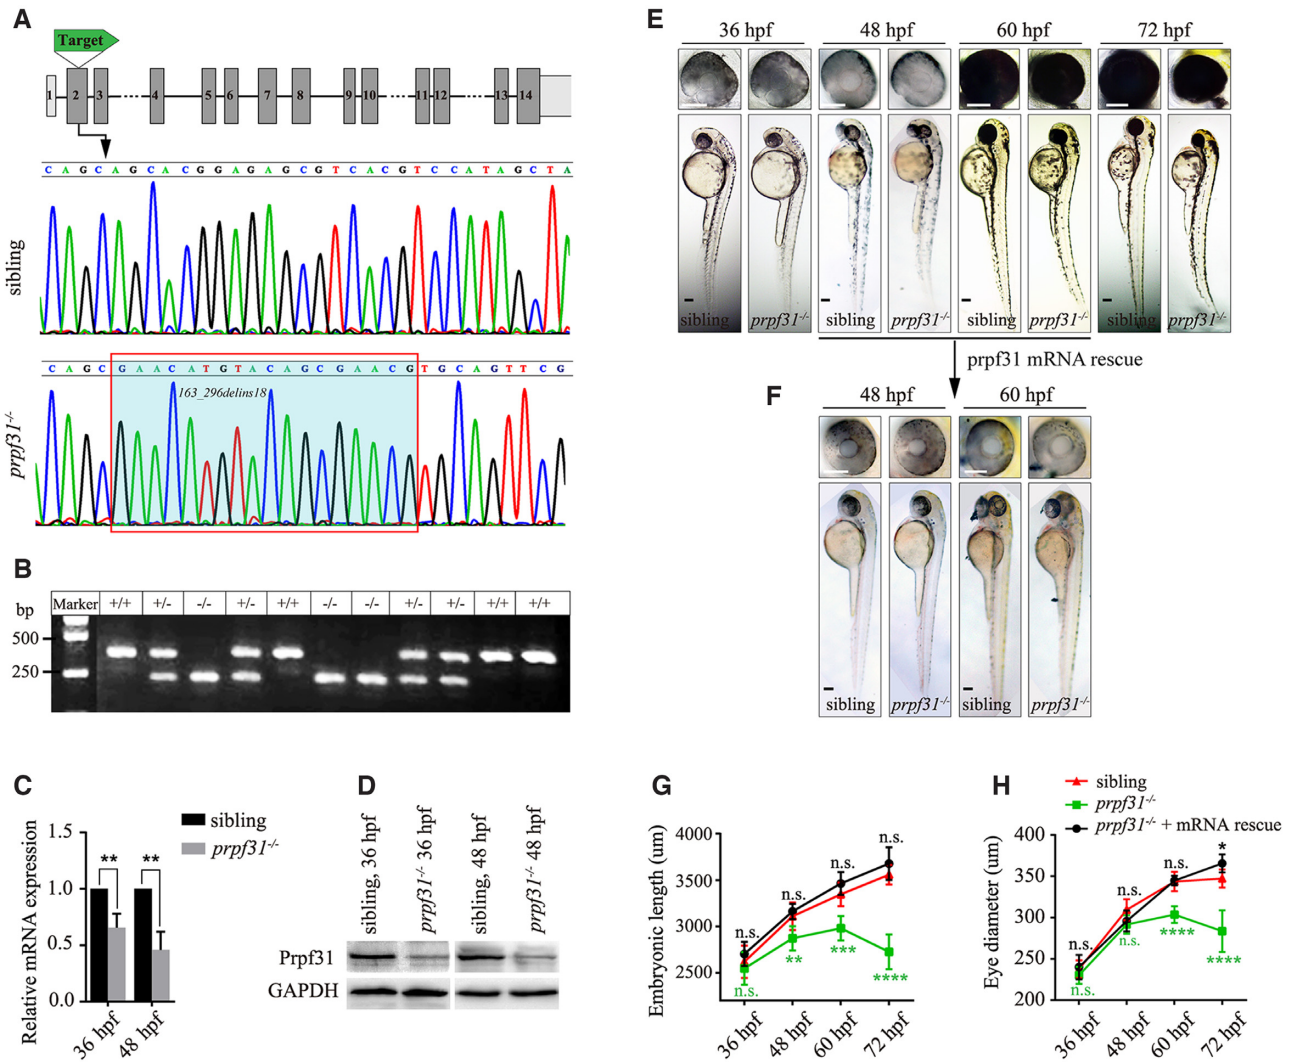 A
Target
1 2 3 4 5 6 7 8 9 10 11 12 13 14
C A G C A G C A C G G A G A G C G T C A C G T C C A T A G C T A
sibling
C A G C G A A C A T G T A C A G C G A A C G T G C A G T T C G
163_296delins18
prpf31-/-
B
bp Marker +/+ +/- -/- +/- +/+ -/- -/- +/- +/- +/+ +/+
500
250
C
Relative mRNA expression
1.5
1.0
0.5
0.0
** **
sibling
prpf31-/-
36 hpf 48 hpf
D
sibling, 36 hpf
prpf31-/- 36 hpf
sibling, 48 hpf
prpf31-/- 48 hpf
Prpf31
GAPDH
E
36 hpf 48 hpf 60 hpf 72 hpf
sibling prpf31-/- sibling prpf31-/- sibling prpf31-/- sibling prpf31-/-
prpf31 mRNA rescue
F
48 hpf 60 hpf
sibling prpf31-/- sibling prpf31-/-
G
Embryonic length (um)
4000
3500
3000
2500
n.s. n.s. n.s. n.s.
n.s. ** *** ****
36 hpf 48 hpf 60 hpf 72 hpf
H
sibling
prpf31-/-
prpf31-/- + mRNA rescue
Eye diameter (um)
400
350
300
250
200
n.s. n.s. n.s. *
n.s. n.s. **** ****
36 hpf 48 hpf 60 hpf 72 hpf